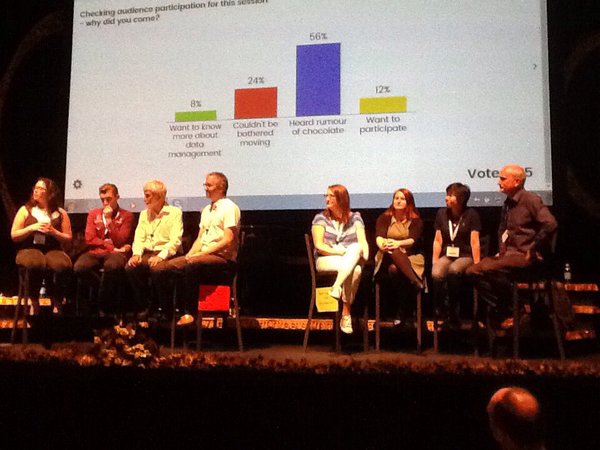 Checking audience participation for this session
- why did you come?
56%
24%
12%
8%
Want to know
more about
data
management
Couldn't be
bothered
moving
Heard rumour
of chocolate
Want to
participate
?